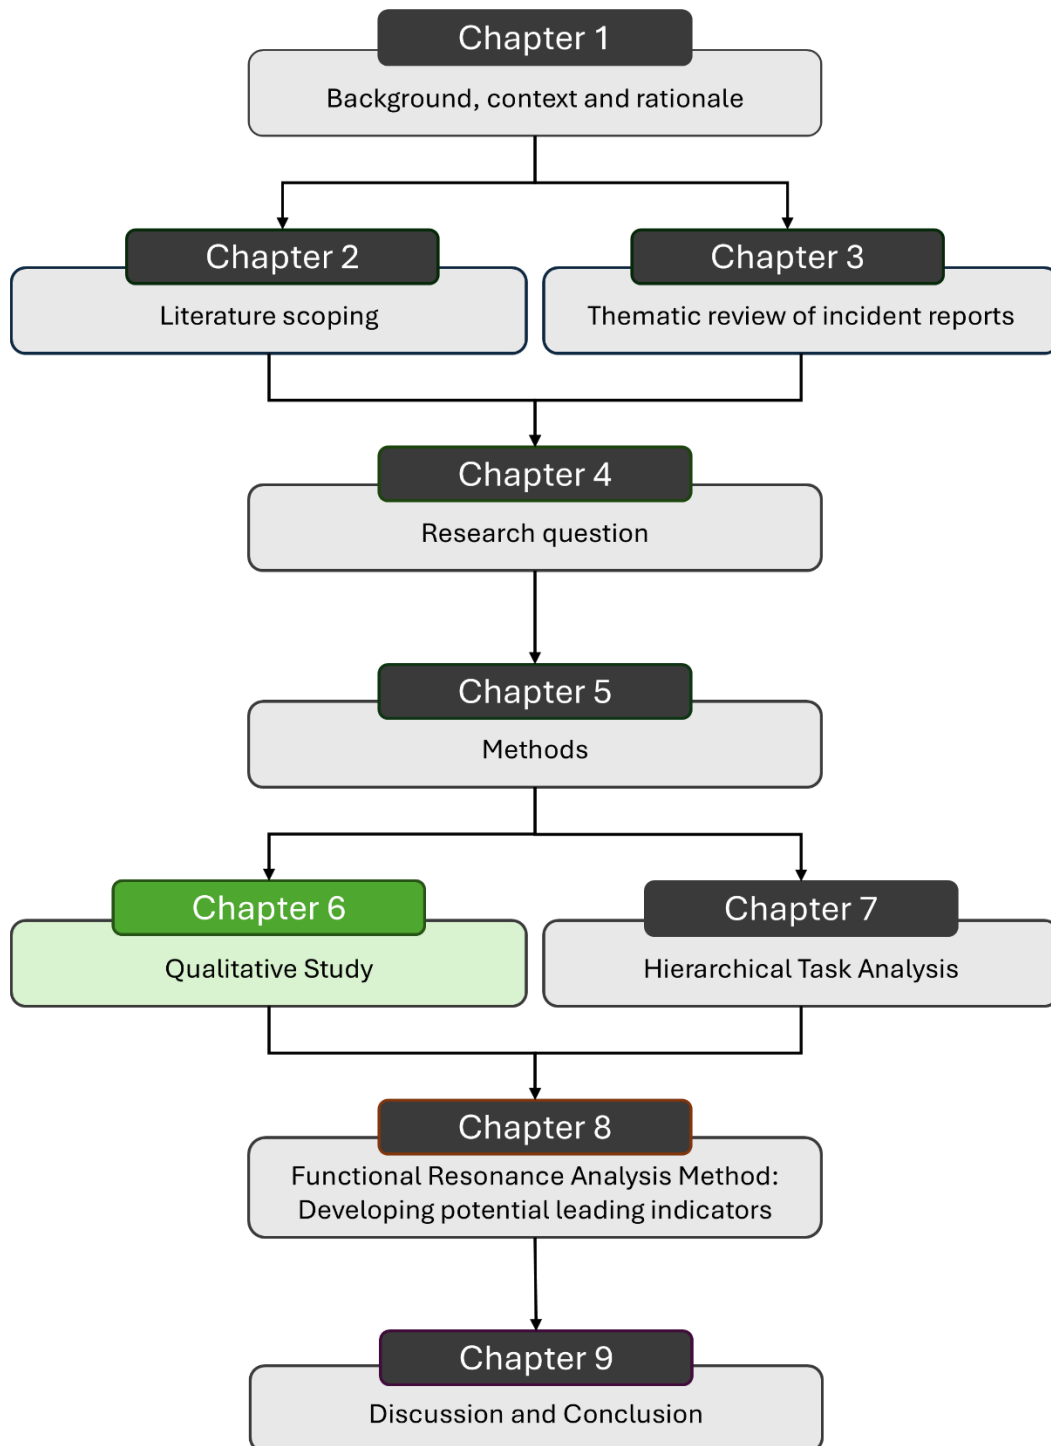 Chapter 1
Background, context and rationale
Chapter 2
Literature scoping
Chapter 3
Thematic review of incident reports
Chapter 4
Research question
Chapter 5
Methods
Chapter 6
Qualitative Study
Chapter 7
Hierarchical Task Analysis
Chapter 8
Functional Resonance Analysis Method:
Developing potential leading indicators
Chapter 9
Discussion and Conclusion